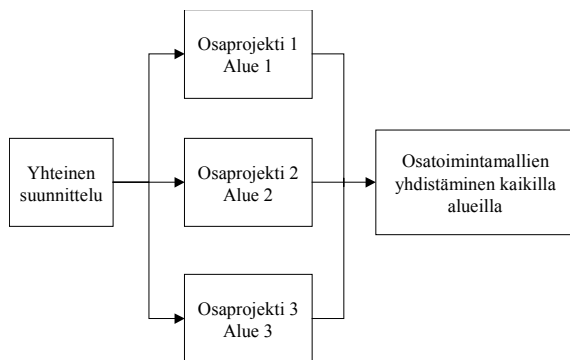 Osaprojekti 1
Alue 1
Yhteinen
suunnittelu
Osaprojekti 2
Alue 2
Osatoimintamallien
yhdistäminen kaikilla
alueilla
Osaprojekti 3
Alue 3